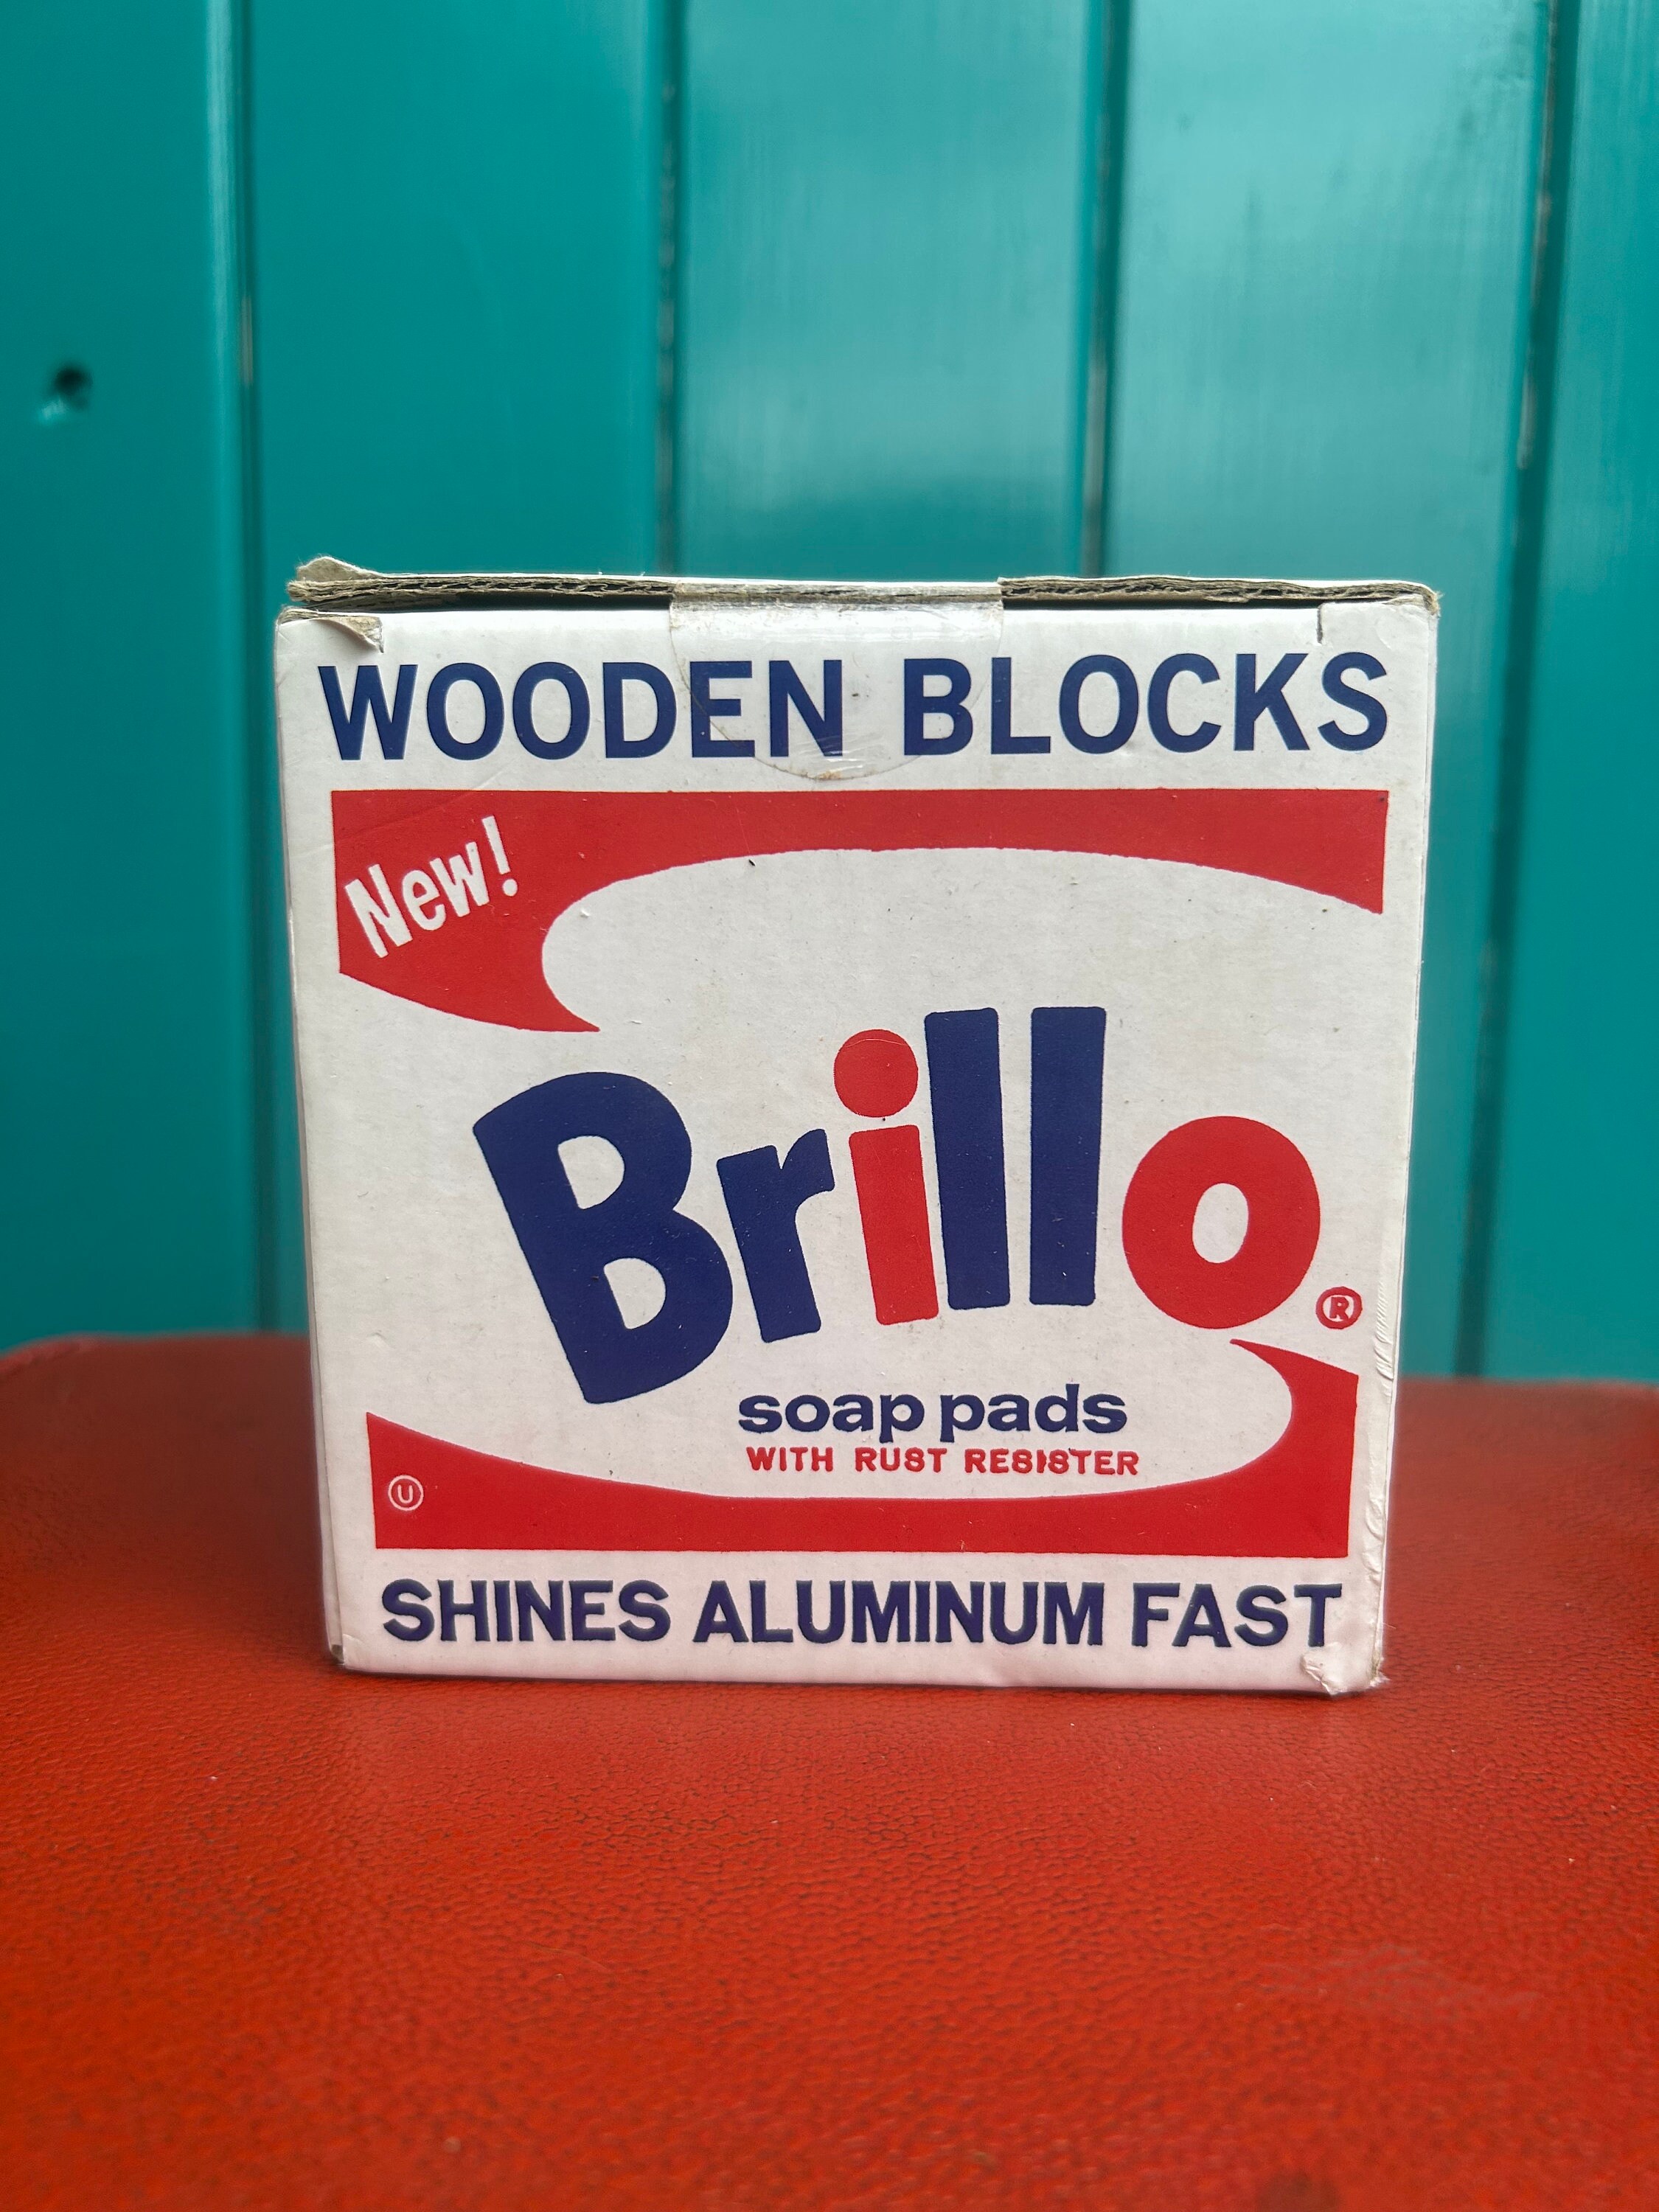 WOODEN BLOCKS
New!
Brillo®
soap pads
WITH RUST RESISTER
U
SHINES ALUMINUM FAST